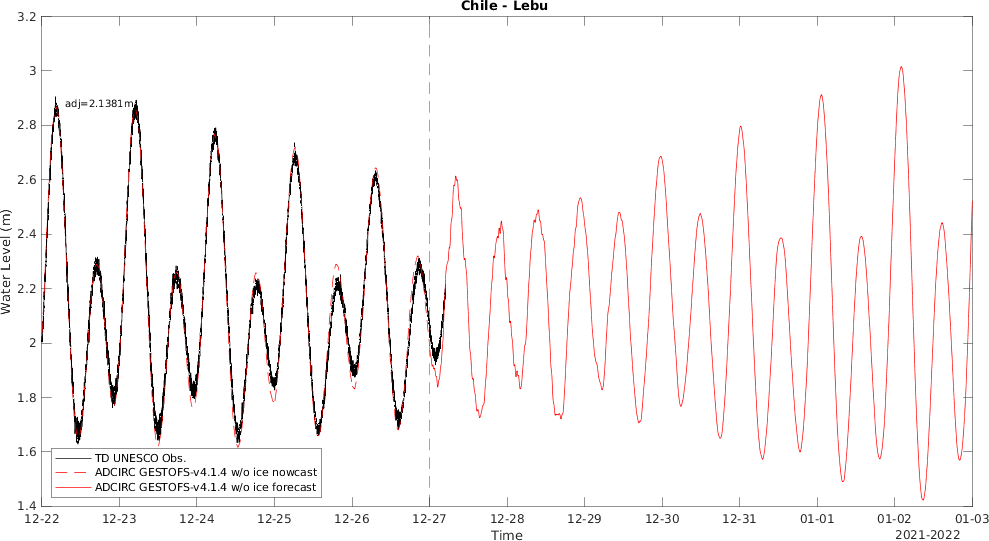 Chile - Lebu
3.2
3
2.8
2.6
2.4
2.2
2
1.8
1.6
1.4
Water Level (m)
adj=2.1381m
TD UNESCO Obs.
ADCIRC GESTOFS-v4.1.4 w/o ice nowcast
ADCIRC GESTOFS-v4.1.4 w/o ice forecast
12-22 12-23 12-24 12-25 12-26 12-27 12-28 12-29 12-30 12-31 01-01 01-02 01-03
Time
2021-2022